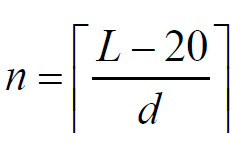 n = ⌈(L − 20) / d⌉